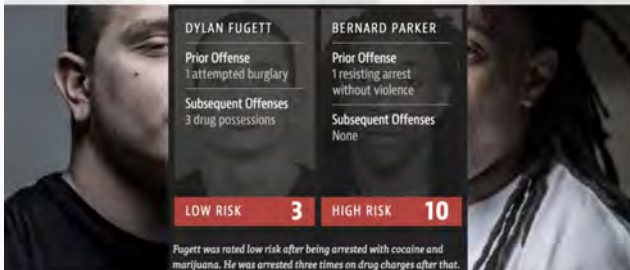 DYLAN FUGETT
Prior Offense
1 attempted burglary
Subsequent Offenses
3 drug possessions
LOW RISK 3
BERNARD PARKER
Prior Offense
1 resisting arrest
without violence
Subsequent Offenses
None
HIGH RISK 10
Fugett was rated low risk after being arrested with cocaine and
marijuana. He was arrested three times on drug charges after that.